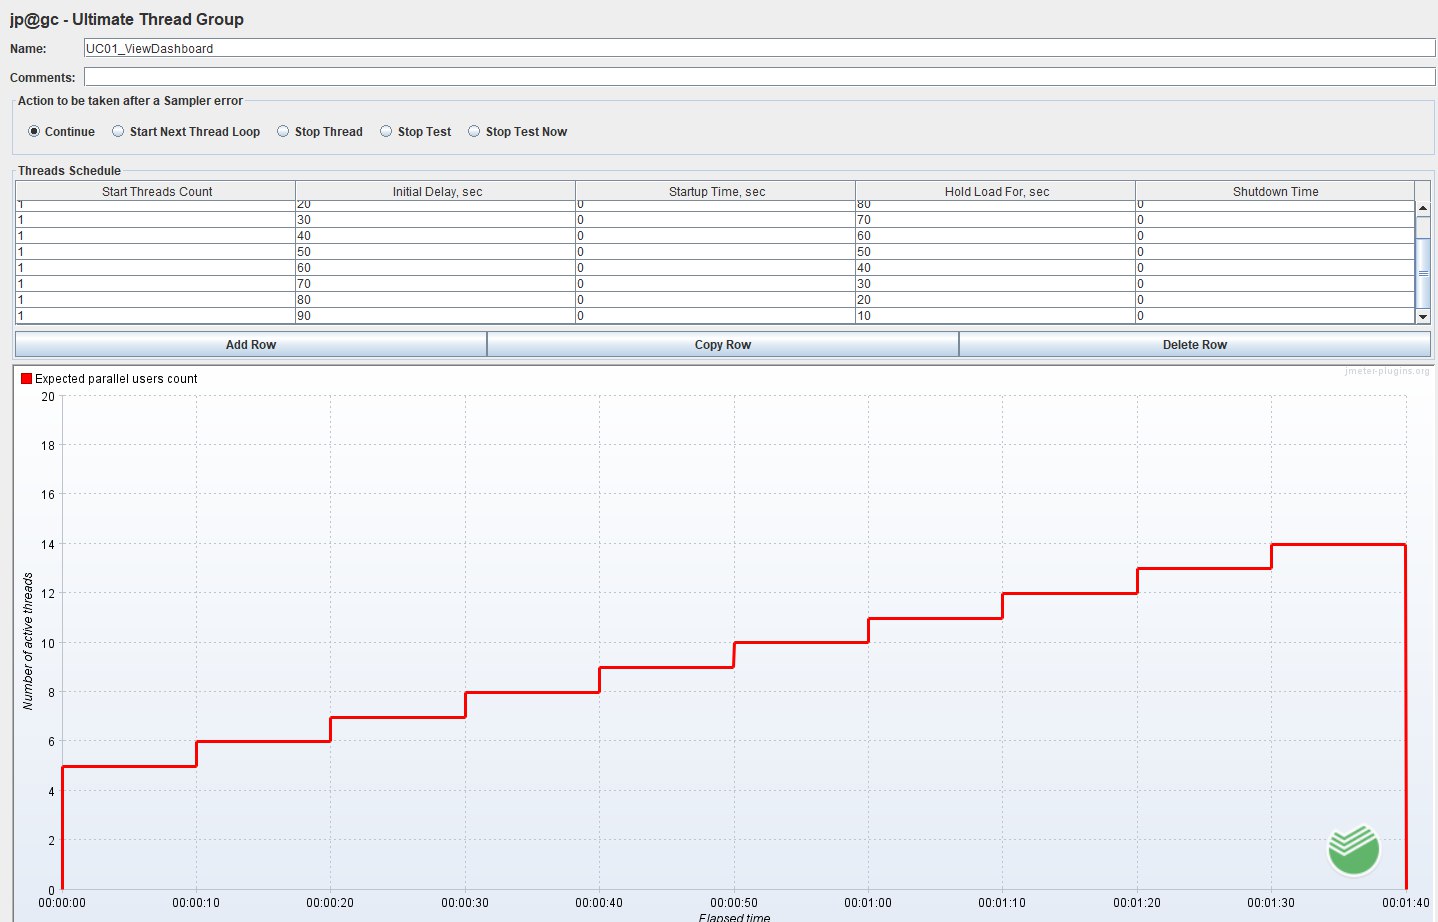 jp@gc - Ultimate Thread Group
Name: UC01_ViewDashboard
Comments:
Action to be taken after a Sampler error
Continue Start Next Thread Loop Stop Thread Stop Test Stop Test Now
Threads Schedule
Start Threads Count Initial Delay, sec Startup Time, sec Hold Load For, sec Shutdown Time
1 20 0 80 0
1 30 0 70 0
1 40 0 60 0
1 50 0 50 0
1 60 0 40 0
1 70 0 30 0
1 80 0 20 0
1 90 0 10 0
Add Row Copy Row Delete Row
Expected parallel users count
jmeter-plugins.org
20
18
16
14
12
10
8
6
4
2
0
Number of active threads
00:00:00 00:00:10 00:00:20 00:00:30 00:00:40 00:00:50 00:01:00 00:01:10 00:01:20 00:01:30 00:01:40
Elapsed time